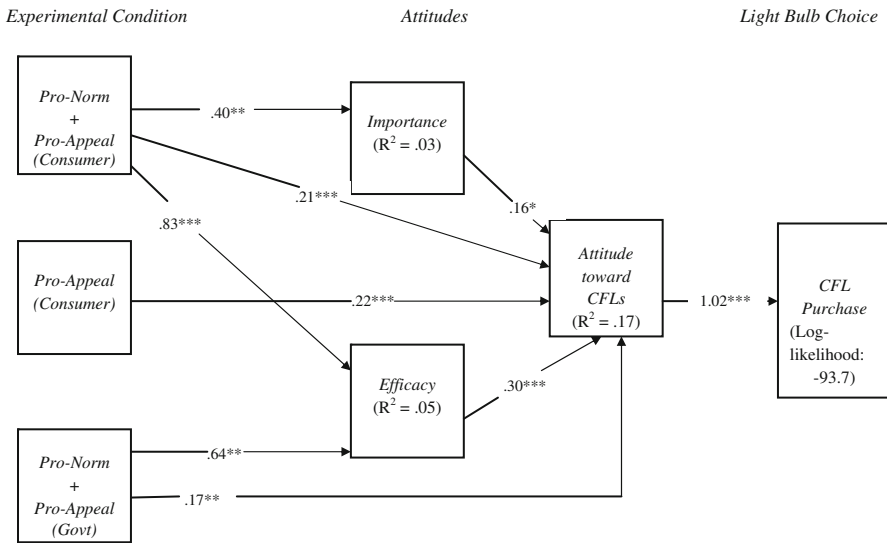 Experimental Condition
Attitudes
Light Bulb Choice
Pro-Norm
+
Pro-Appeal
(Consumer)
.40**
Importance
(R² = .03)
.21***
.16*
.83***
Pro-Appeal
(Consumer)
.22***
Attitude
toward
CFLs
(R² = .17)
1.02***
CFL
Purchase
(Log-
likelihood:
-93.7)
Efficacy
(R² = .05)
.30***
Pro-Norm
+
Pro-Appeal
(Govt)
.64**
.17**